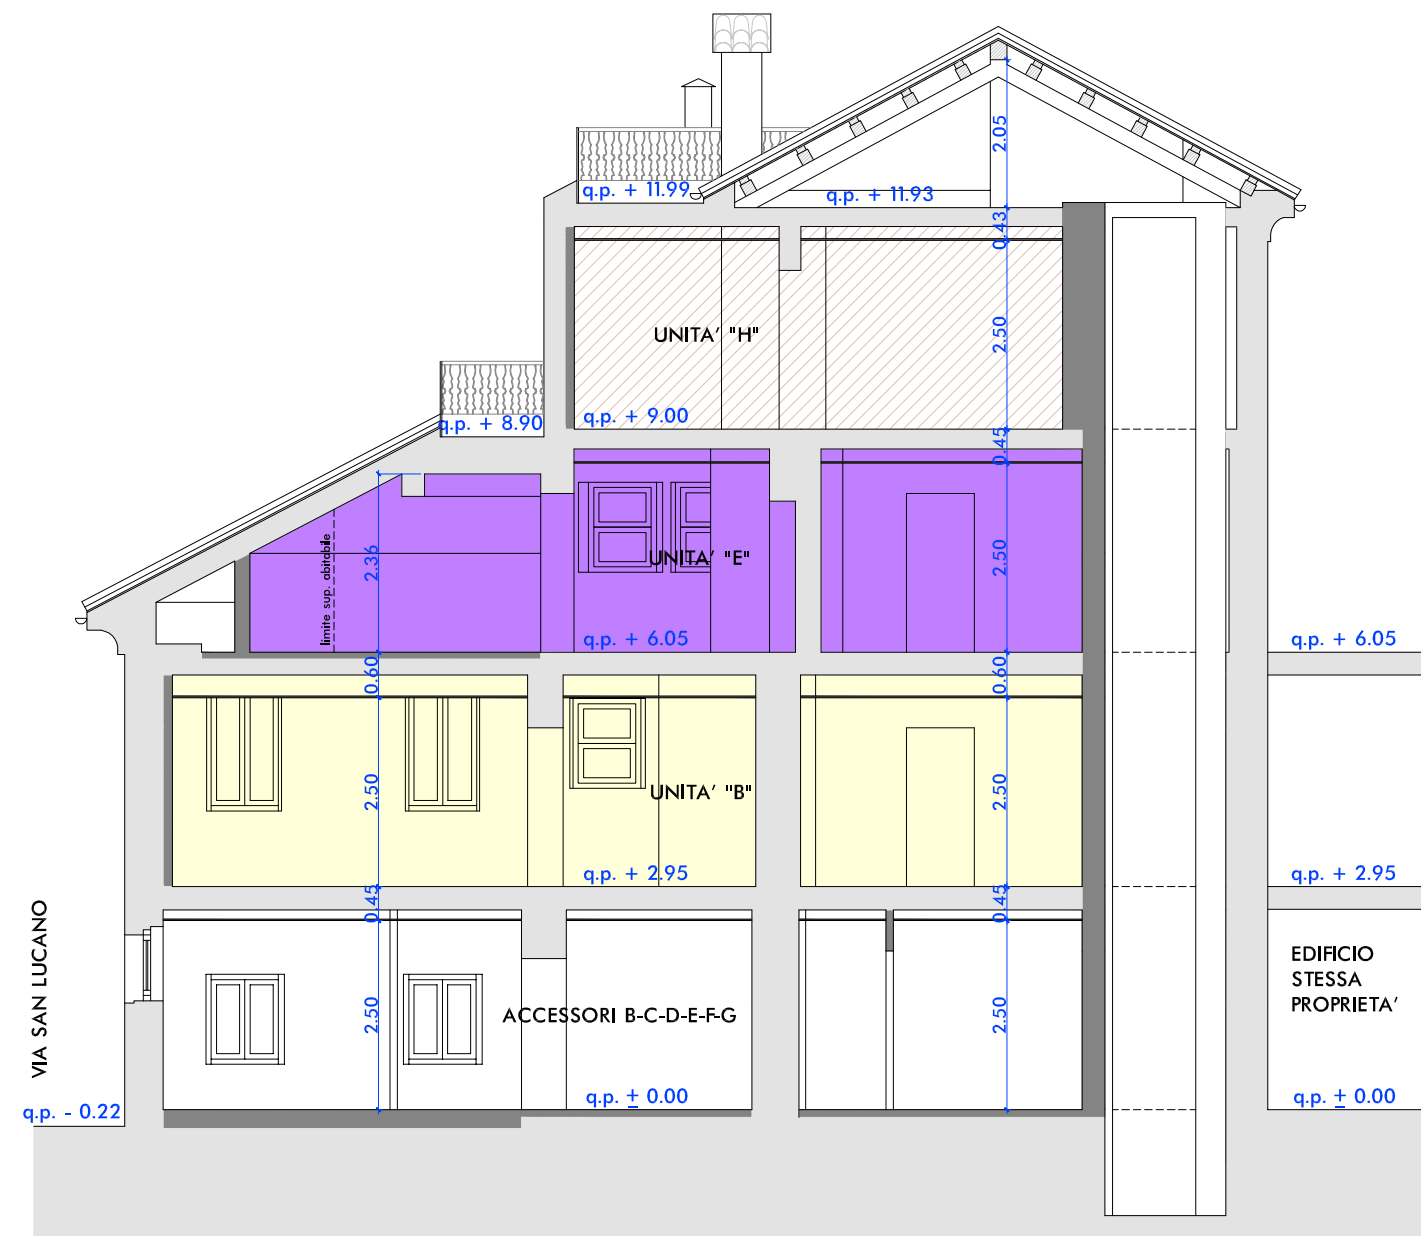 2.05
q.p. + 11.99
q.p. + 11.93
0.43
UNITA' "H"
2.50
q.p. + 9.00
q.p. + 8.90
0.45
2.36
limite sup. abitabile
UNITA' "E"
2.50
q.p. + 6.05
q.p. + 6.05
0.60
0.60
2.50
UNITA' "B"
2.50
q.p. + 2.95
q.p. + 2.95
0.45
0.45
VIA SAN LUCANO
EDIFICIO
STESSA
PROPRIETA'
2.50
ACCESSORI B-C-D-E-F-G
2.50
q.p. ± 0.00
q.p. ± 0.00
q.p. - 0.22